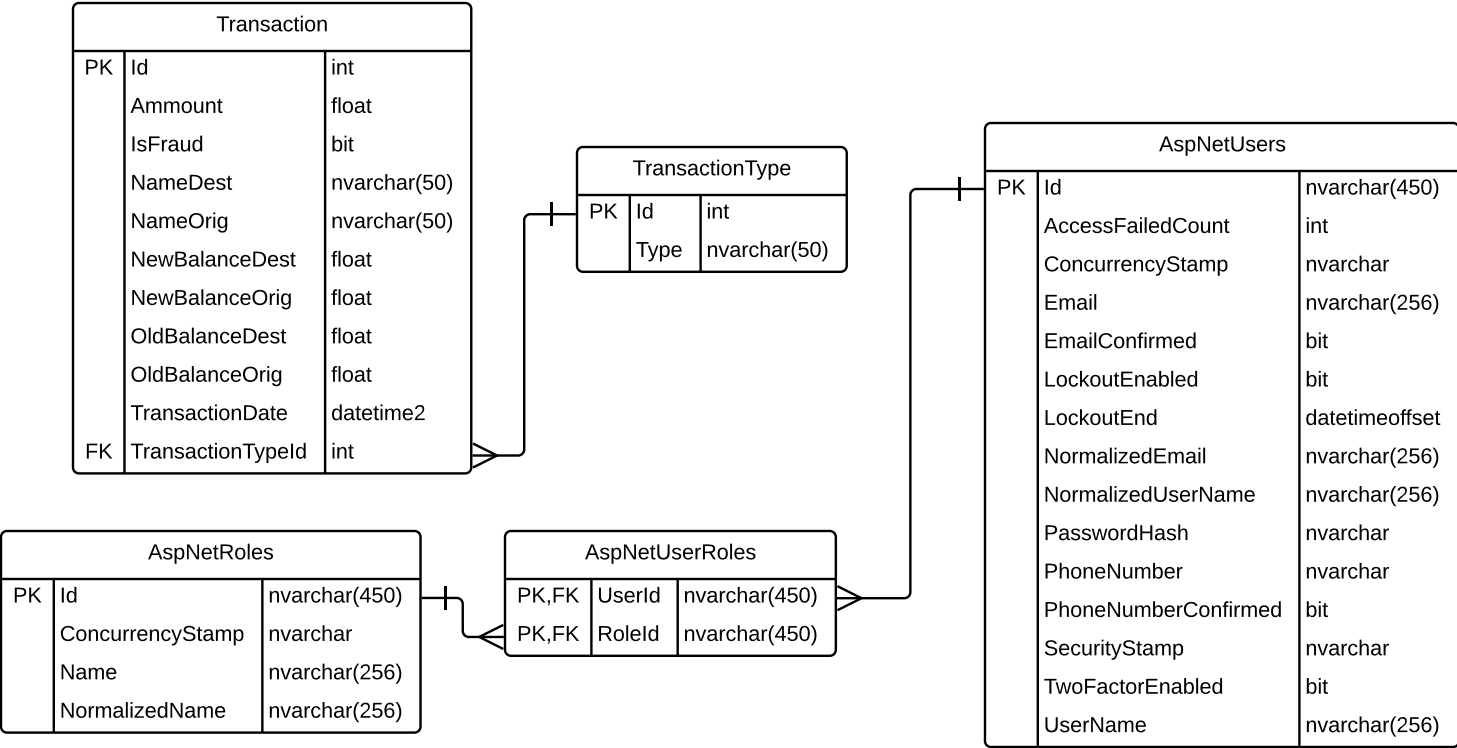 Transaction
PK Id int
Ammount float
IsFraud bit
NameDest nvarchar(50)
NameOrig nvarchar(50)
NewBalanceDest float
NewBalanceOrig float
OldBalanceDest float
OldBalanceOrig float
TransactionDate datetime2
FK TransactionTypeId int
TransactionType
PK Id int
Type nvarchar(50)
AspNetUsers
PK Id nvarchar(450)
AccessFailedCount int
ConcurrencyStamp nvarchar
Email nvarchar(256)
EmailConfirmed bit
LockoutEnabled bit
LockoutEnd datetimeoffset
NormalizedEmail nvarchar(256)
NormalizedUserName nvarchar(256)
PasswordHash nvarchar
PhoneNumber nvarchar
PhoneNumberConfirmed bit
SecurityStamp nvarchar
TwoFactorEnabled bit
UserName nvarchar(256)
AspNetRoles
PK Id nvarchar(450)
ConcurrencyStamp nvarchar
Name nvarchar(256)
NormalizedName nvarchar(256)
AspNetUserRoles
PK,FK UserId nvarchar(450)
PK,FK RoleId nvarchar(450)